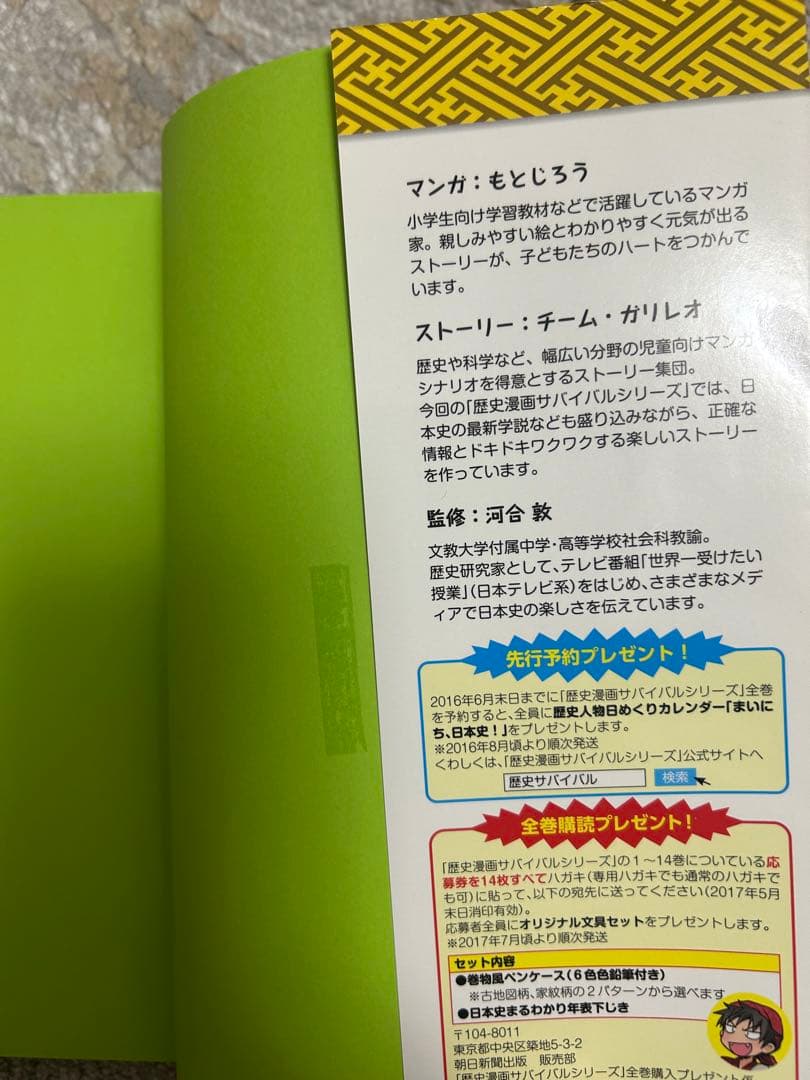 マンガ：もとじろう
小学生向け学習教材などで活躍しているマンガ
家。親しみやすい絵とわかりやすく元気が出る
ストーリーが、子どもたちのハートをつかんで
います。
ストーリー：チーム・ガリレオ
歴史や科学など、幅広い分野の児童向けマンガ
シナリオを得意とするストーリー集団。
今回の「歴史漫画サバイバルシリーズ」では、日
本史の最新学説なども盛り込みながら、正確な
情報とドキドキワクワクする楽しいストーリー
を作っています。
監修：河合 敦
文教大学付属中学・高等学校社会科教諭。
歴史研究家として、テレビ番組「世界一受けたい
授業」（日本テレビ系）をはじめ、さまざまなメデ
ィアで日本史の楽しさを伝えています。
先行予約プレゼント！
2016年6月末日までに「歴史漫画サバイバルシリーズ」全巻
を予約すると、全員に歴史人物日めくりカレンダー「まいに
ち、日本史！」をプレゼントします。
※2016年8月頃より順次発送
くわしくは、「歴史漫画サバイバルシリーズ」公式サイトへ
歴史サバイバル 検索
全巻購読プレゼント！
「歴史漫画サバイバルシリーズ」の１〜14巻についている応
募券を14枚すべてハガキ（専用ハガキでも通常のハガキで
も可）に貼って、以下の宛先に送ってください（2017年5月
末日消印有効）。
応募者全員にオリジナル文具セットをプレゼントします。
※2017年7月頃より順次発送
セット内容
●巻物風ペンケース（６色色鉛筆付き）
※古地図柄、家紋柄の２パターンから選べます
●日本史まるわかり年表下じき
〒104-8011
東京都中央区築地5-3-2
朝日新聞出版 販売部
「歴史漫画サバイバルシリーズ」全巻購入プレゼント係